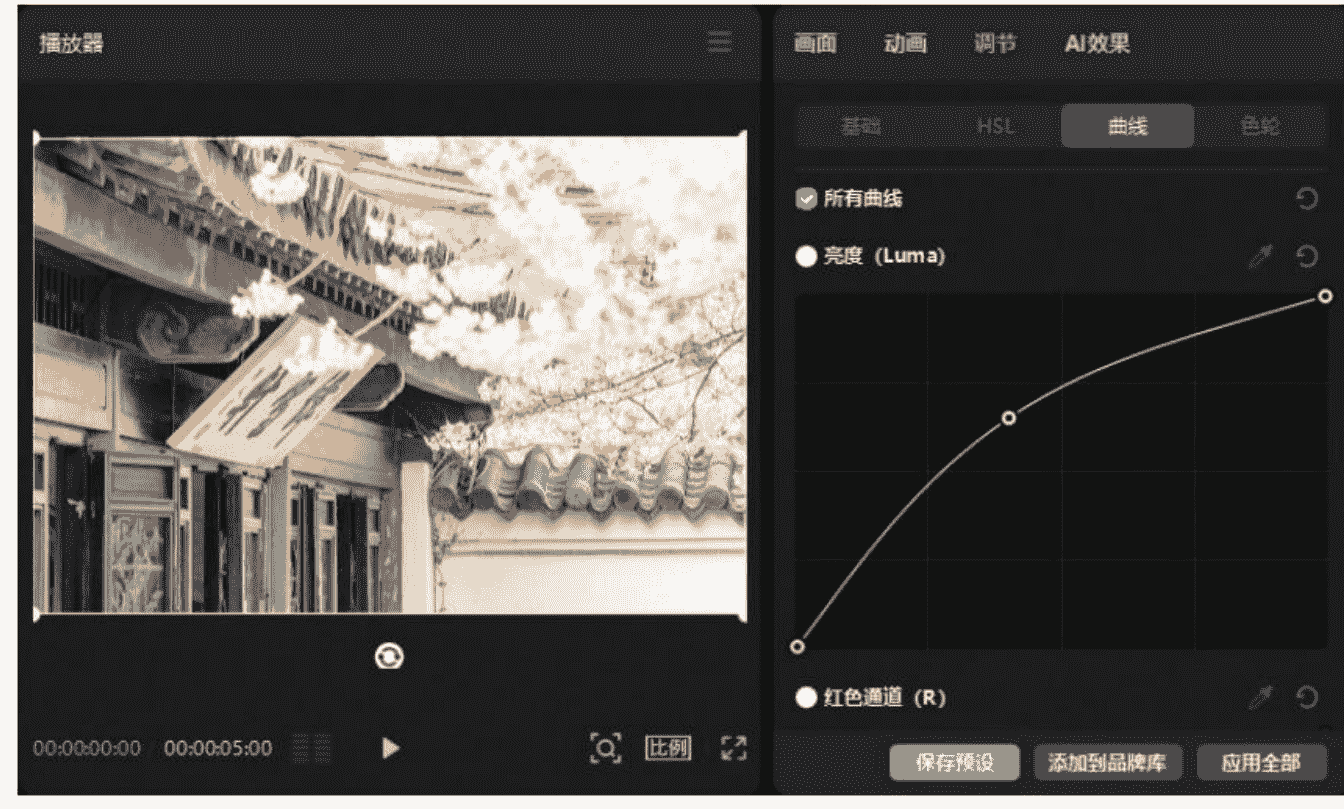 播放器
画面 动画 调节 AI效果
基础 HSL 曲线 色轮
所有曲线
亮度（Luma）
红色通道（R）
00:00:00:00 00:00:05:00 比例
保存预设 添加到品牌库 应用全部